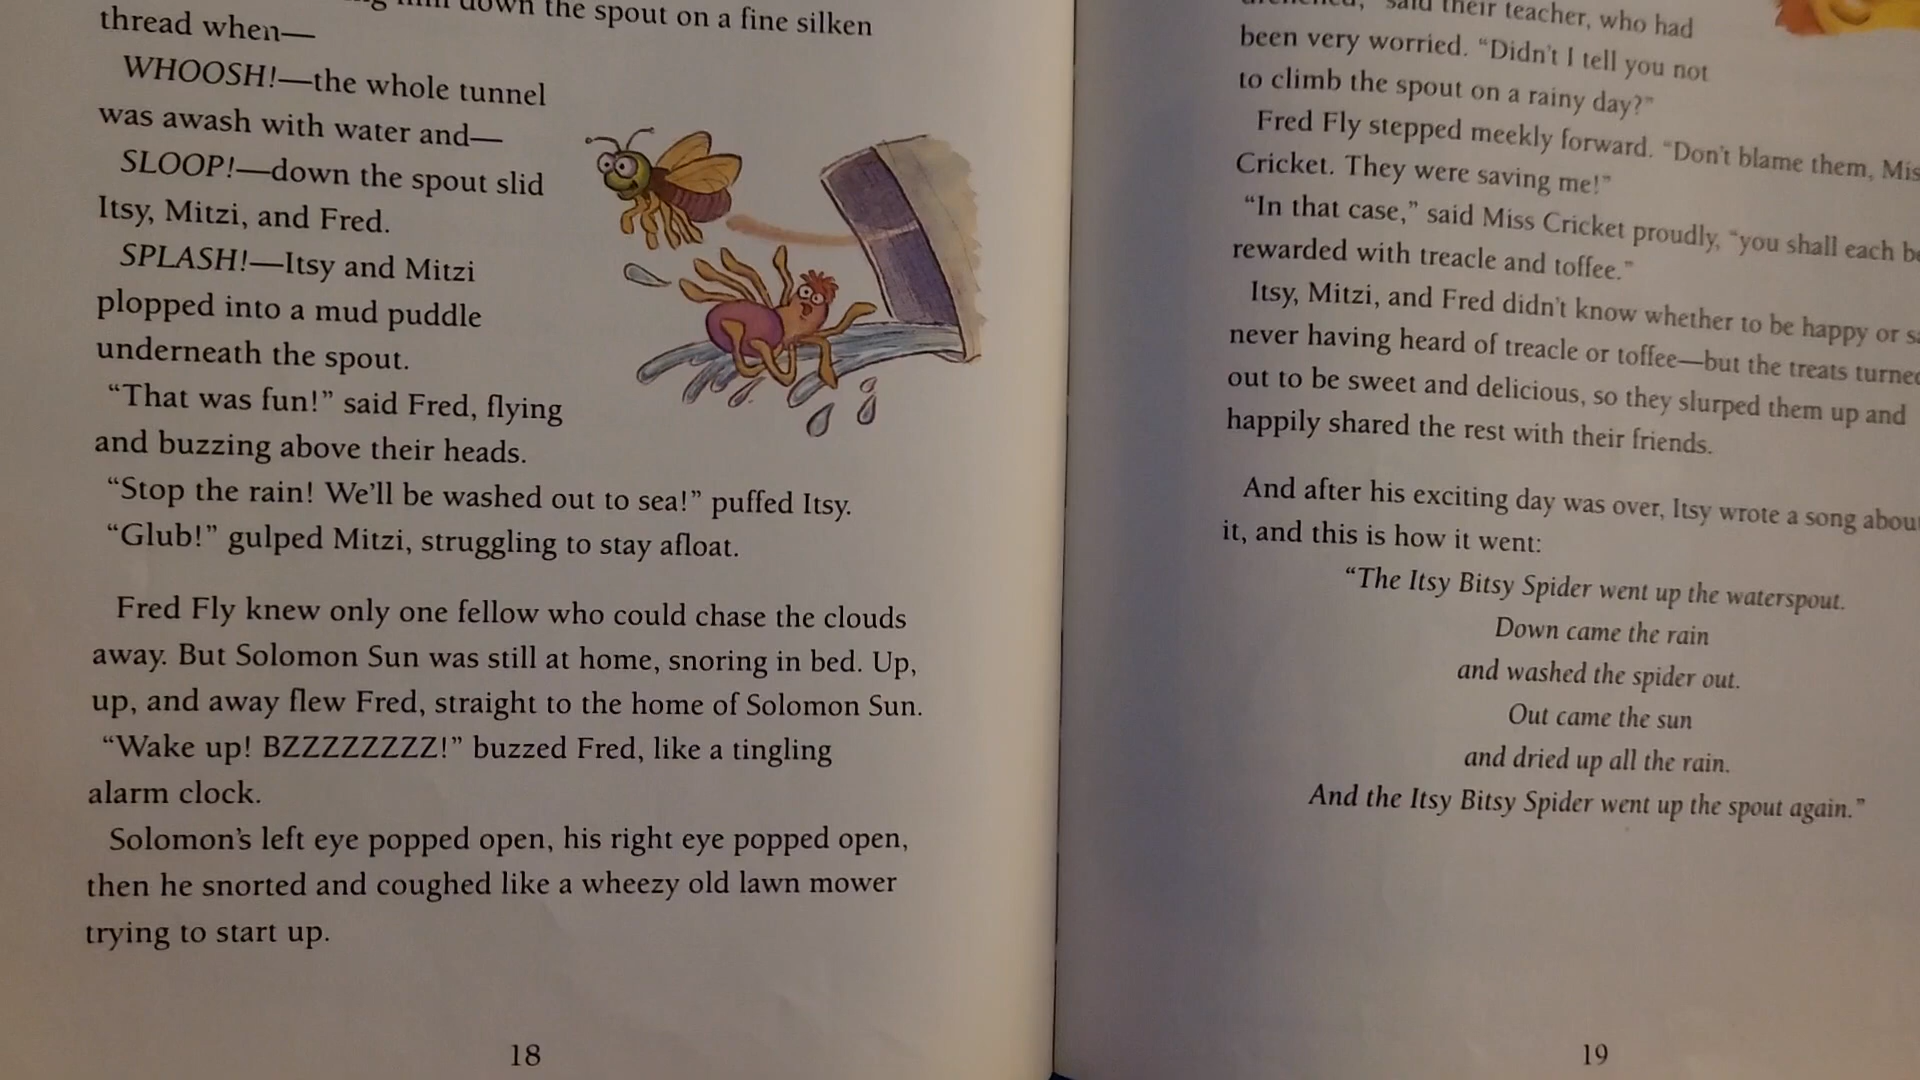 down the spout on a fine silken
thread when—
WHOOSH!—the whole tunnel
was awash with water and—
SLOOP!—down the spout slid
Itsy, Mitzi, and Fred.
SPLASH!—Itsy and Mitzi
plopped into a mud puddle
underneath the spout.
“That was fun!” said Fred, flying
and buzzing above their heads.
“Stop the rain! We’ll be washed out to sea!” puffed Itsy.
“Glub!” gulped Mitzi, struggling to stay afloat.
Fred Fly knew only one fellow who could chase the clouds
away. But Solomon Sun was still at home, snoring in bed. Up,
up, and away flew Fred, straight to the home of Solomon Sun.
“Wake up! BZZZZZZZZ!” buzzed Fred, like a tingling
alarm clock.
Solomon’s left eye popped open, his right eye popped open,
then he snorted and coughed like a wheezy old lawn mower
trying to start up.
18
said their teacher, who had
been very worried. “Didn’t I tell you not
to climb the spout on a rainy day?”
Fred Fly stepped meekly forward. “Don’t blame them,
Cricket. They were saving me!”
“In that case,” said Miss Cricket proudly, “you shall each
rewarded with treacle and toffee.”
Itsy, Mitzi, and Fred didn’t know whether to be happy or
never having heard of treacle or toffee—but the treats turned
out to be sweet and delicious, so they slurped them up and
happily shared the rest with their friends.
And after his exciting day was over, Itsy wrote a song about
it, and this is how it went:
“The Itsy Bitsy Spider went up the waterspout.
Down came the rain
and washed the spider out.
Out came the sun
and dried up all the rain.
And the Itsy Bitsy Spider went up the spout again.”
19